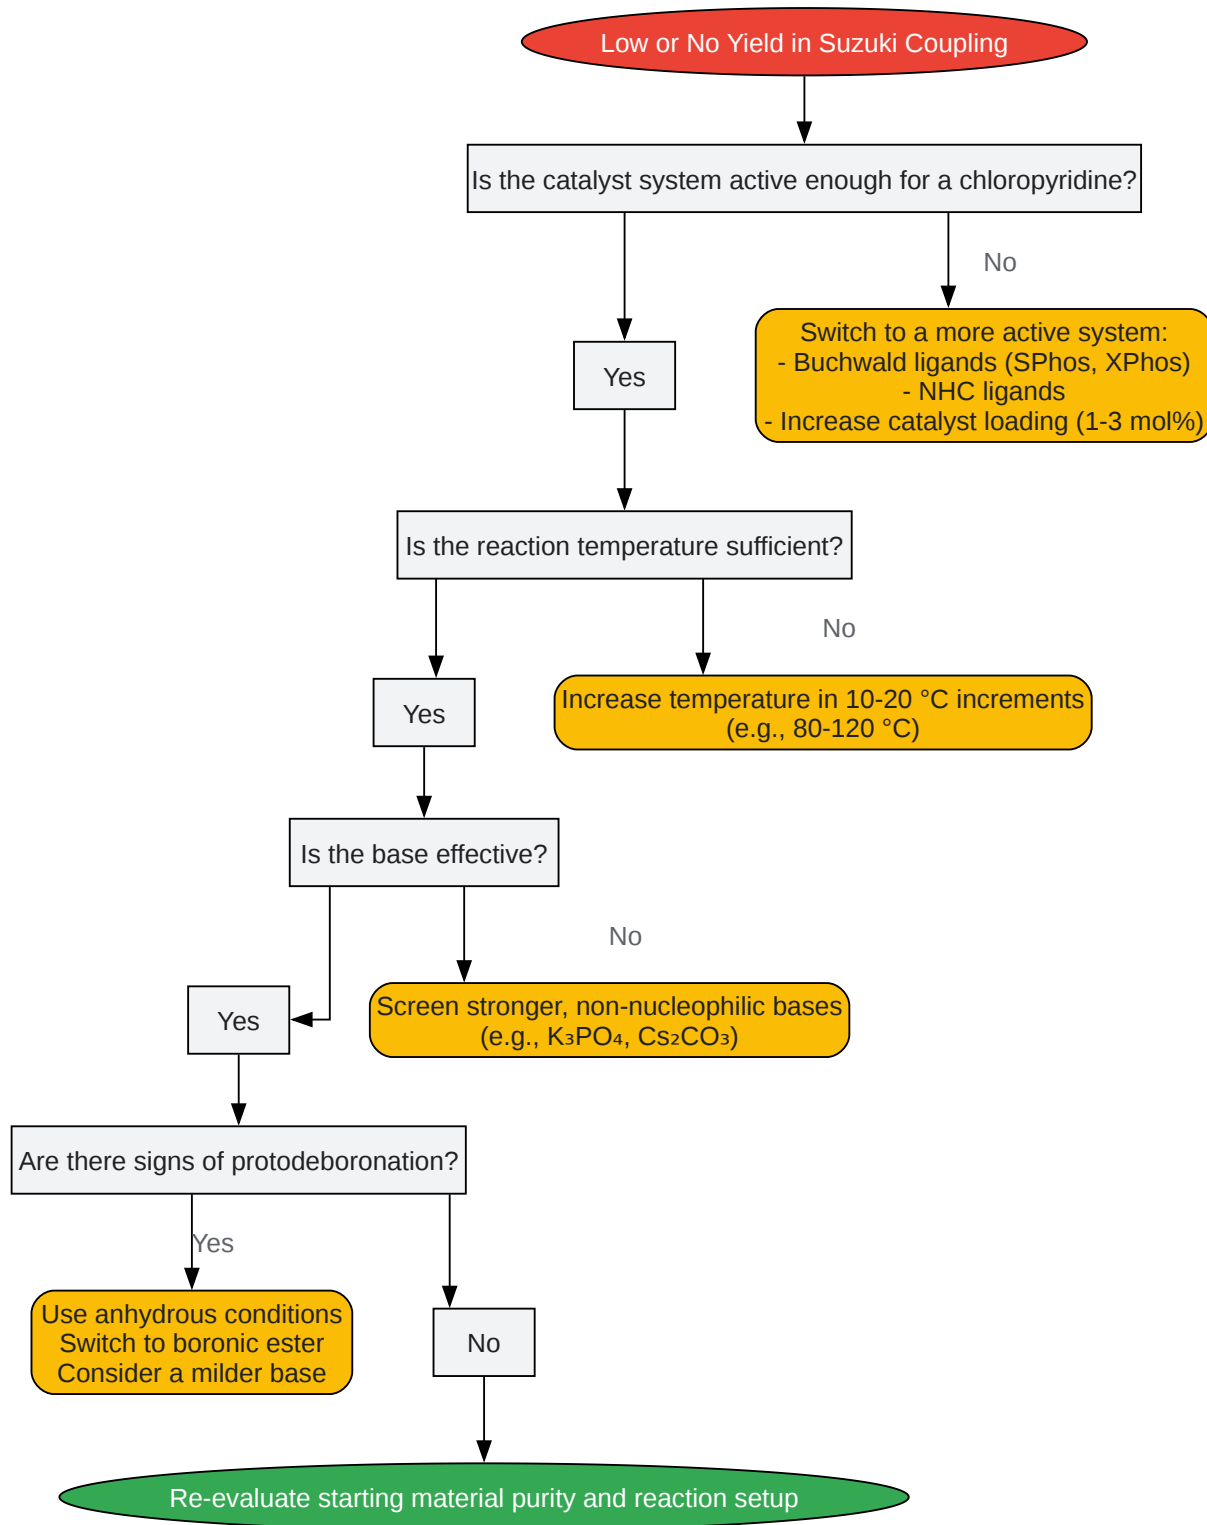 Low or No Yield in Suzuki Coupling
Is the catalyst system active enough for a chloropyridine?
No
Switch to a more active system:
- Buchwald ligands (SPhos, XPhos)
- NHC ligands
- Increase catalyst loading (1-3 mol%)
Yes
Is the reaction temperature sufficient?
No
Increase temperature in 10-20 °C increments
(e.g., 80-120 °C)
Yes
Is the base effective?
No
Screen stronger, non-nucleophilic bases
(e.g., K₃PO₄, Cs₂CO₃)
Yes
Are there signs of protodeboronation?
Yes
Use anhydrous conditions
Switch to boronic ester
Consider a milder base
No
Re-evaluate starting material purity and reaction setup